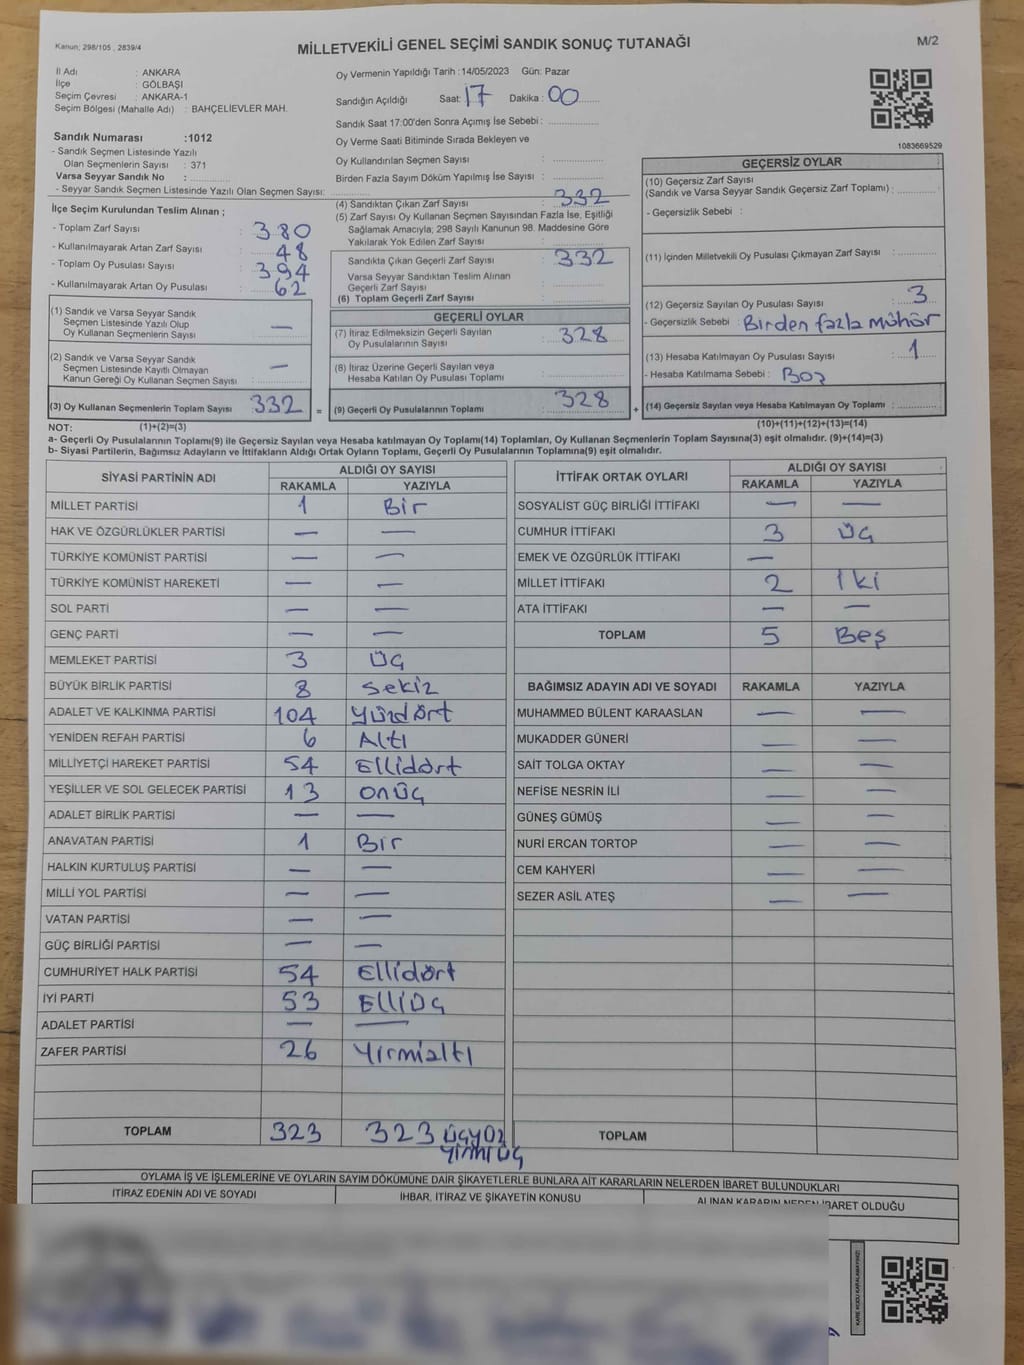 Kanun; 298/105 , 2839/4
MİLLETVEKİLİ GENEL SEÇİMİ SANDIK SONUÇ TUTANAĞI
M/2
İl Adı : ANKARA
İlçe : GÖLBAŞI
Seçim Çevresi : ANKARA-1
Seçim Bölgesi (Mahalle Adı) : BAHÇELİEVLER MAH.
Sandık Numarası :1012
- Sandık Seçmen Listesinde Yazılı
Olan Seçmenlerin Sayısı : 371
Varsa Seyyar Sandık No :
- Seyyar Sandık Seçmen Listesinde Yazılı Olan Seçmen Sayısı:
Oy Vermenin Yapıldığı Tarih :14/05/2023 Gün: Pazar
Sandığın Açıldığı Saat: 17 Dakika : 00
Sandık Saat 17:00'den Sonra Açımış İse Sebebi :
Oy Verme Saati Bitiminde Sırada Bekleyen ve
Oy Kullandırılan Seçmen Sayısı :
Birden Fazla Sayım Döküm Yapılmış İse Sayısı :
1083669529
İlçe Seçim Kurulundan Teslim Alınan ;
- Toplam Zarf Sayısı : 380
- Kullanılmayarak Artan Zarf Sayısı : 48
- Toplam Oy Pusulası Sayısı : 394
- Kullanılmayarak Artan Oy Pusulası : 62
(1) Sandık ve Varsa Seyyar Sandık
Seçmen Listesinde Yazılı Olup
Oy Kullanan Seçmenlerin Sayısı : —
(2) Sandık ve Varsa Seyyar Sandık
Seçmen Listesinde Kayıtlı Olmayan
Kanun Gereği Oy Kullanan Seçmen Sayısı : —
(3) Oy Kullanan Seçmenlerin Toplam Sayısı : 332 =
(4) Sandıktan Çıkan Zarf Sayısı : 332
(5) Zarf Sayısı Oy Kullanan Seçmen Sayısından Fazla İse, Eşitliği
Sağlamak Amacıyla; 298 Sayılı Kanunun 98. Maddesine Göre
Yakılarak Yok Edilen Zarf Sayısı :
Sandıkta Çıkan Geçerli Zarf Sayısı : 332
Varsa Seyyar Sandıktan Teslim Alınan
Geçerli Zarf Sayısı :
(6) Toplam Geçerli Zarf Sayısı :
GEÇERLİ OYLAR
(7) İtiraz Edilmeksizin Geçerli Sayılan
Oy Pusulalarının Sayısı : 328
(8) İtiraz Üzerine Geçerli Sayılan veya
Hesaba Katılan Oy Pusulası Toplamı :
(9) Geçerli Oy Pusulalarının Toplamı : 328 +
GEÇERSİZ OYLAR
(10) Geçersiz Zarf Sayısı
(Sandık ve Varsa Seyyar Sandık Geçersiz Zarf Toplamı) :
- Geçersizlik Sebebi :
(11) İçinden Milletvekili Oy Pusulası Çıkmayan Zarf Sayısı :
(12) Geçersiz Sayılan Oy Pusulası Sayısı : 3
- Geçersizlik Sebebi : Birden fazla Mühür
(13) Hesaba Katılmayan Oy Pusulası Sayısı : 1
- Hesaba Katılmama Sebebi : Boz
(14) Geçersiz Sayılan veya Hesaba Katılmayan Oy Toplamı :
NOT: (1)+(2)=(3)
(10)+(11)+(12)+(13)=(14)
a- Geçerli Oy Pusulalarının Toplamı(9) ile Geçersiz Sayılan veya Hesaba katılmayan Oy Toplamı(14) Toplamları, Oy Kullanan Seçmenlerin Toplam Sayısına(3) eşit olmalıdır. (9)+(14)=(3)
b- Siyasi Partilerin, Bağımsız Adayların ve İttifakların Aldığı Ortak Oyların Toplamı, Geçerli Oy Pusulalarının Toplamına(9) eşit olmalıdır.
SİYASİ PARTİNİN ADI ALDIĞI OY SAYISI
RAKAMLA YAZIYLA
MİLLET PARTİSİ 1 Bir
HAK VE ÖZGÜRLÜKLER PARTİSİ — —
TÜRKİYE KOMÜNİST PARTİSİ — —
TÜRKİYE KOMÜNİST HAREKETİ — —
SOL PARTİ — —
GENÇ PARTİ — —
MEMLEKET PARTİSİ 3 Üç
BÜYÜK BİRLİK PARTİSİ 8 Sekiz
ADALET VE KALKINMA PARTİSİ 104 Yüzdört
YENİDEN REFAH PARTİSİ 6 Altı
MİLLİYETÇİ HAREKET PARTİSİ 54 Ellidört
YEŞİLLER VE SOL GELECEK PARTİSİ 13 onüç
ADALET BİRLİK PARTİSİ — —
ANAVATAN PARTİSİ 1 Bir
HALKIN KURTULUŞ PARTİSİ — —
MİLLİ YOL PARTİSİ — —
VATAN PARTİSİ — —
GÜÇ BİRLİĞİ PARTİSİ — —
CUMHURİYET HALK PARTİSİ 54 Ellidört
İYİ PARTİ 53 Elliüç
ADALET PARTİSİ — —
ZAFER PARTİSİ 26 Yirmialtı
TOPLAM 323 323 üçyüz
yirmiüç
İTTİFAK ORTAK OYLARI ALDIĞI OY SAYISI
RAKAMLA YAZIYLA
SOSYALİST GÜÇ BİRLİĞİ İTTİFAKI — —
CUMHUR İTTİFAKI 3 üç
EMEK VE ÖZGÜRLÜK İTTİFAKI —
MİLLET İTTİFAKI 2 iki
ATA İTTİFAKI — —
TOPLAM 5 Beş
BAĞIMSIZ ADAYIN ADI VE SOYADI RAKAMLA YAZIYLA
MUHAMMED BÜLENT KARAASLAN — —
MUKADDER GÜNERİ — —
SAİT TOLGA OKTAY — —
NEFİSE NESRİN İLİ — —
GÜNEŞ GÜMÜŞ — —
NURİ ERCAN TORTOP — —
CEM KAHYERİ — —
SEZER ASİL ATEŞ — —
TOPLAM
OYLAMA İŞ VE İŞLEMLERİNE VE OYLARIN SAYIM DÖKÜMÜNE DAİR ŞİKAYETLERLE BUNLARA AİT KARARLARIN NELERDEN İBARET BULUNDUKLARI
İTİRAZ EDENİN ADI VE SOYADI İHBAR, İTİRAZ VE ŞİKAYETİN KONUSU ALINAN KARARIN NEDEN İBARET OLDUĞU
KARE KODU KARALAMAYINIZ!